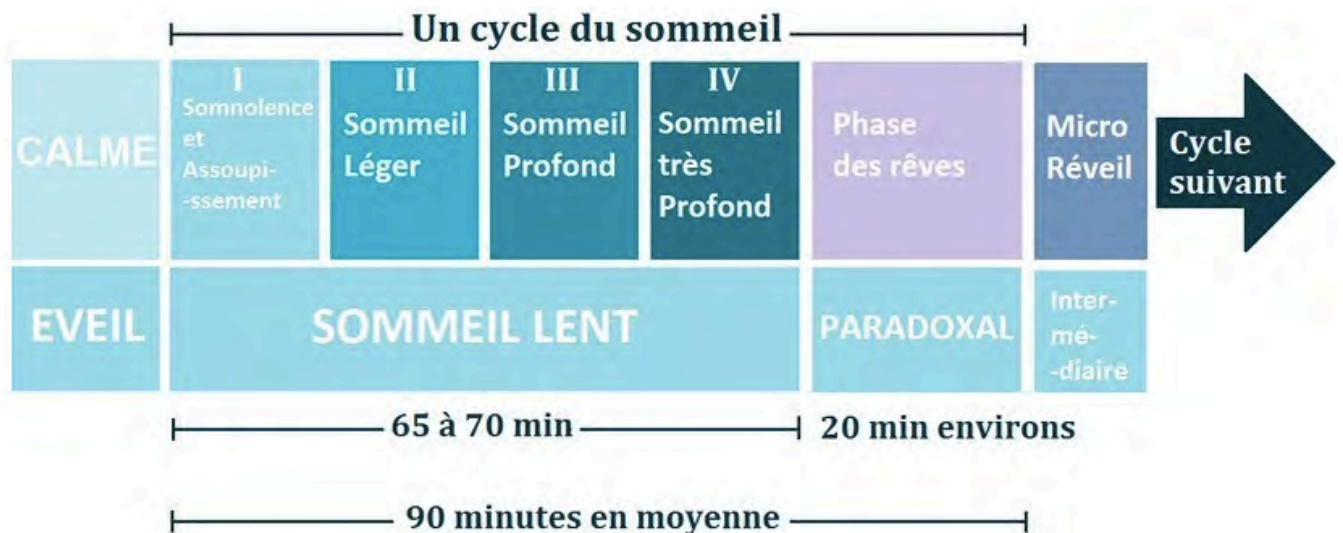 Un cycle du sommeil
CALME
I
Somnolence
et
Assoupi-
-ssement
II
Sommeil
Léger
III
Sommeil
Profond
IV
Sommeil
très
Profond
Phase
des rêves
Micro
Réveil
Cycle
suivant
EVEIL
SOMMEIL LENT
PARADOXAL
Inter-
-mé-
-diaire
65 à 70 min
20 min environs
90 minutes en moyenne